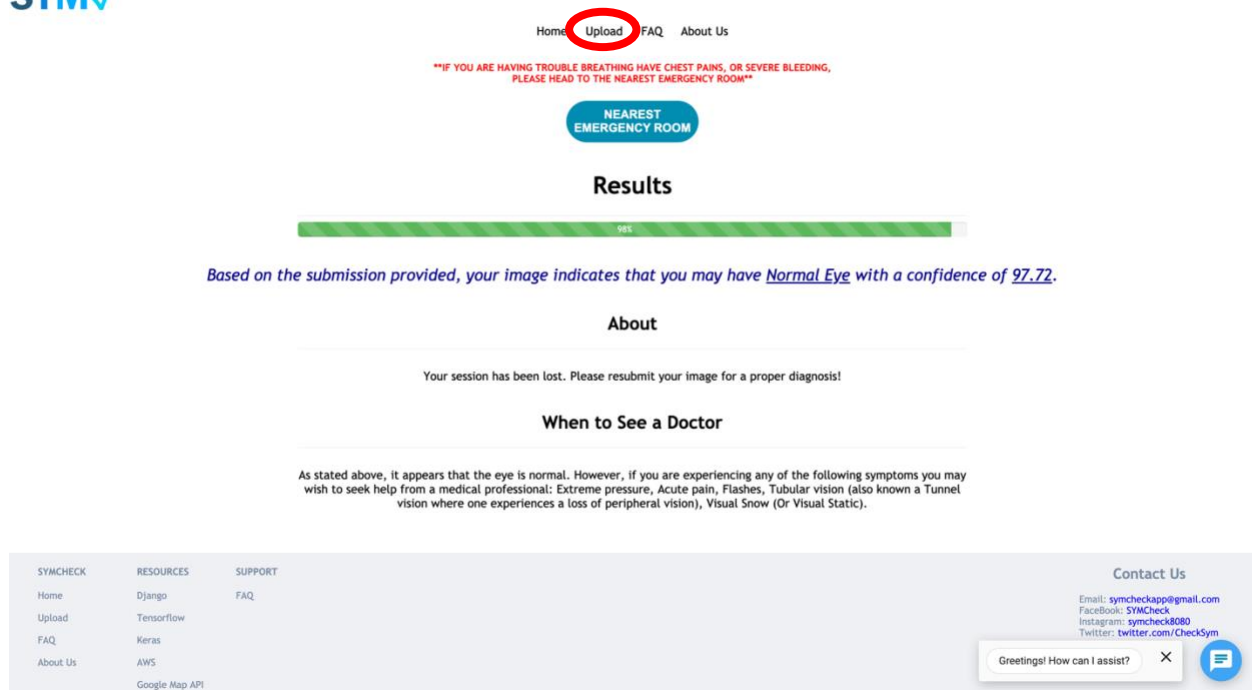 Home Upload FAQ About Us
**IF YOU ARE HAVING TROUBLE BREATHING HAVE CHEST PAINS, OR SEVERE BLEEDING,
PLEASE HEAD TO THE NEAREST EMERGENCY ROOM**
NEAREST
EMERGENCY ROOM
Results
98%
Based on the submission provided, your image indicates that you may have Normal Eye with a confidence of 97.72.
About
Your session has been lost. Please resubmit your image for a proper diagnosis!
When to See a Doctor
As stated above, it appears that the eye is normal. However, if you are experiencing any of the following symptoms you may
wish to seek help from a medical professional: Extreme pressure, Acute pain, Flashes, Tubular vision (also known a Tunnel
vision where one experiences a loss of peripheral vision), Visual Snow (Or Visual Static).
SYMCHECK
Home
Upload
FAQ
About Us
RESOURCES
Django
Tensorflow
Keras
AWS
Google Map API
SUPPORT
FAQ
Contact Us
Email: symcheckapp@gmail.com
FaceBook: SYMCheck
Instagram: symcheck8080
Twitter: twitter.com/CheckSym
Greetings! How can I assist?